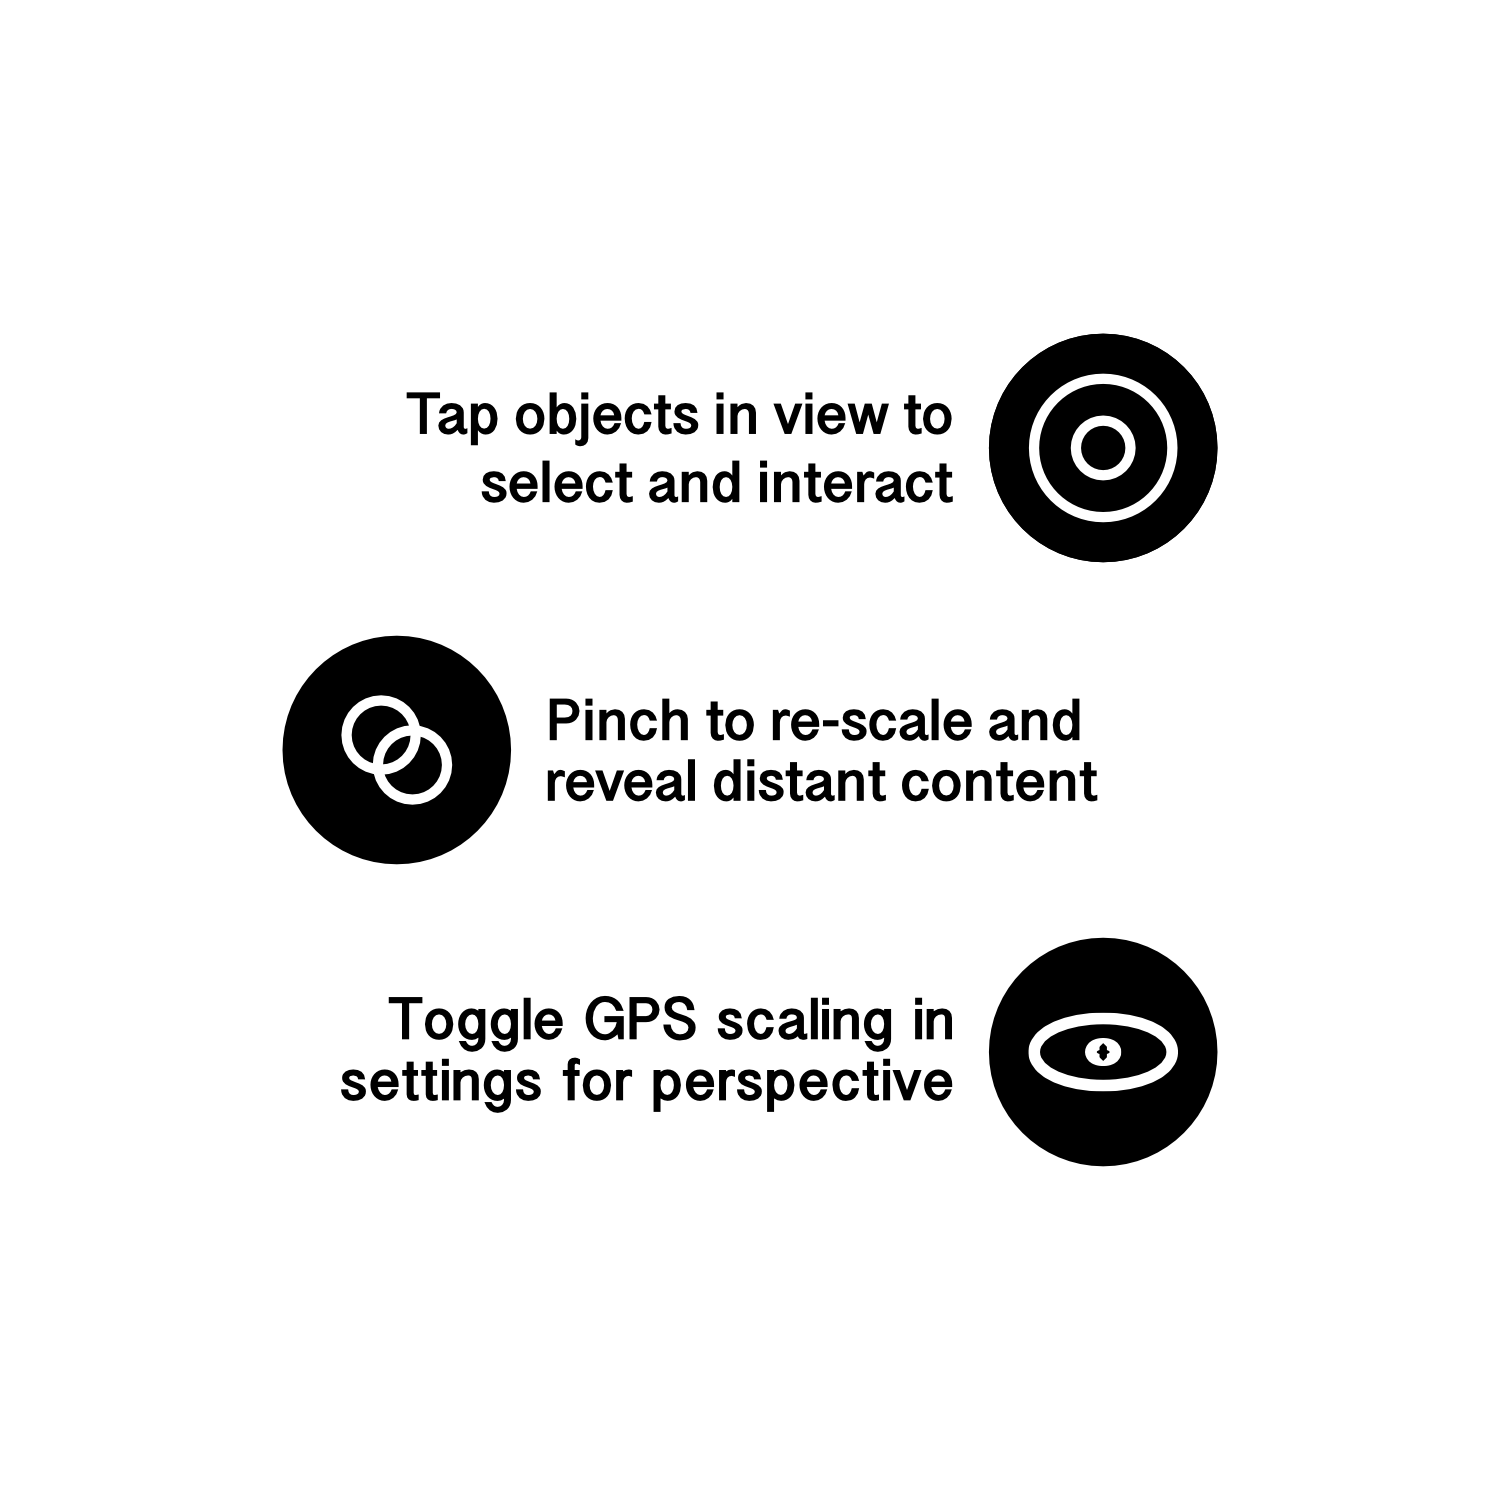 Tap objects in view to
select and interact
Pinch to re-scale and
reveal distant content
Toggle GPS scaling in
settings for perspective